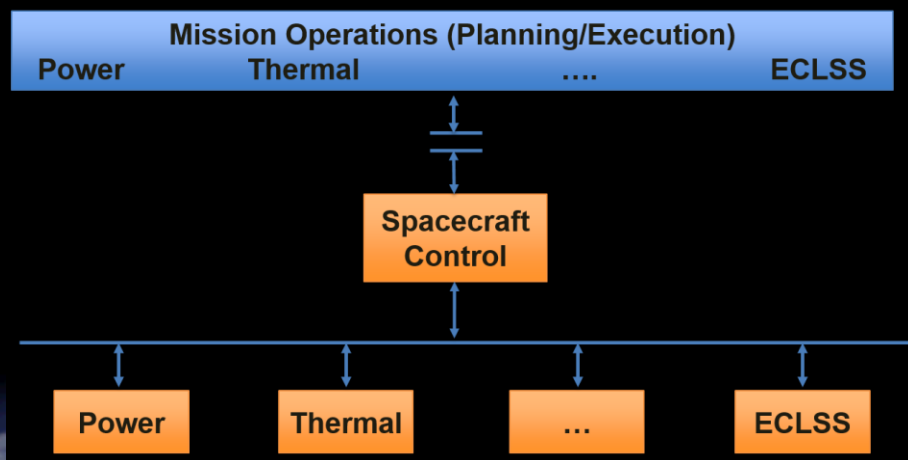 Mission Operations (Planning/Execution)
Power Thermal .... ECLSS
Spacecraft
Control
Power Thermal ... ECLSS